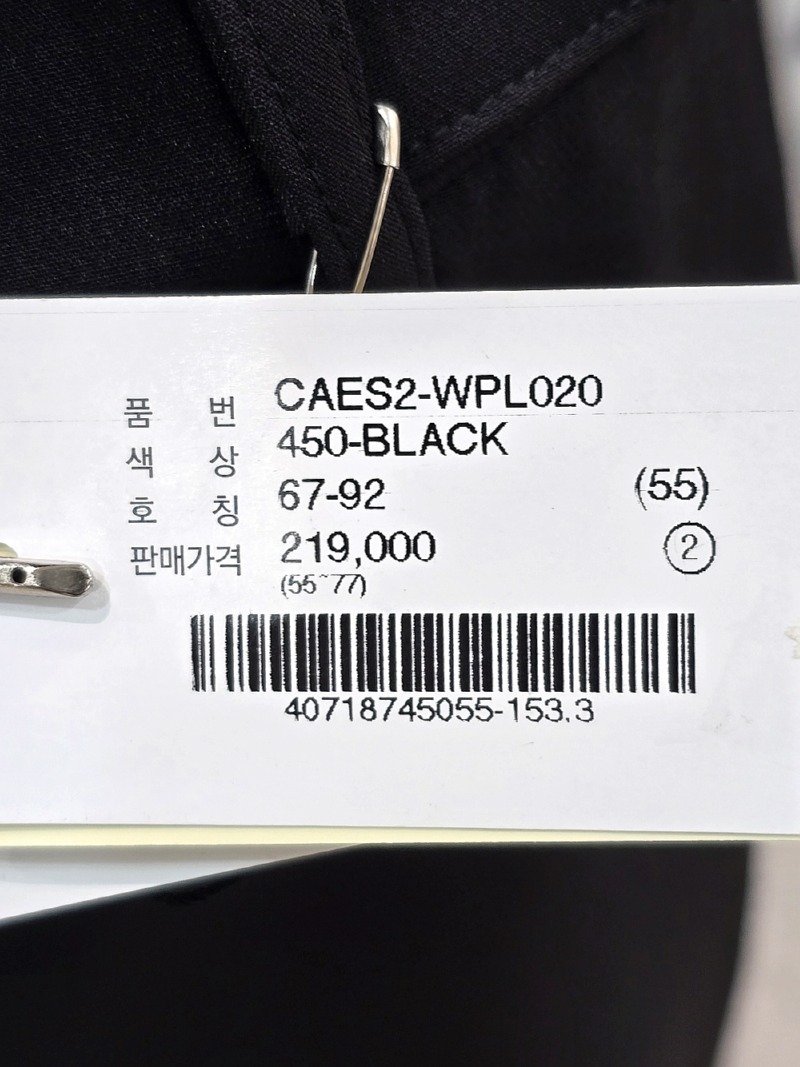 품 번 CAES2-WPL020
색 상 450-BLACK
호 칭 67-92 (55)
판매가격 219,000 ②
(55~77)
40718745055-153.3